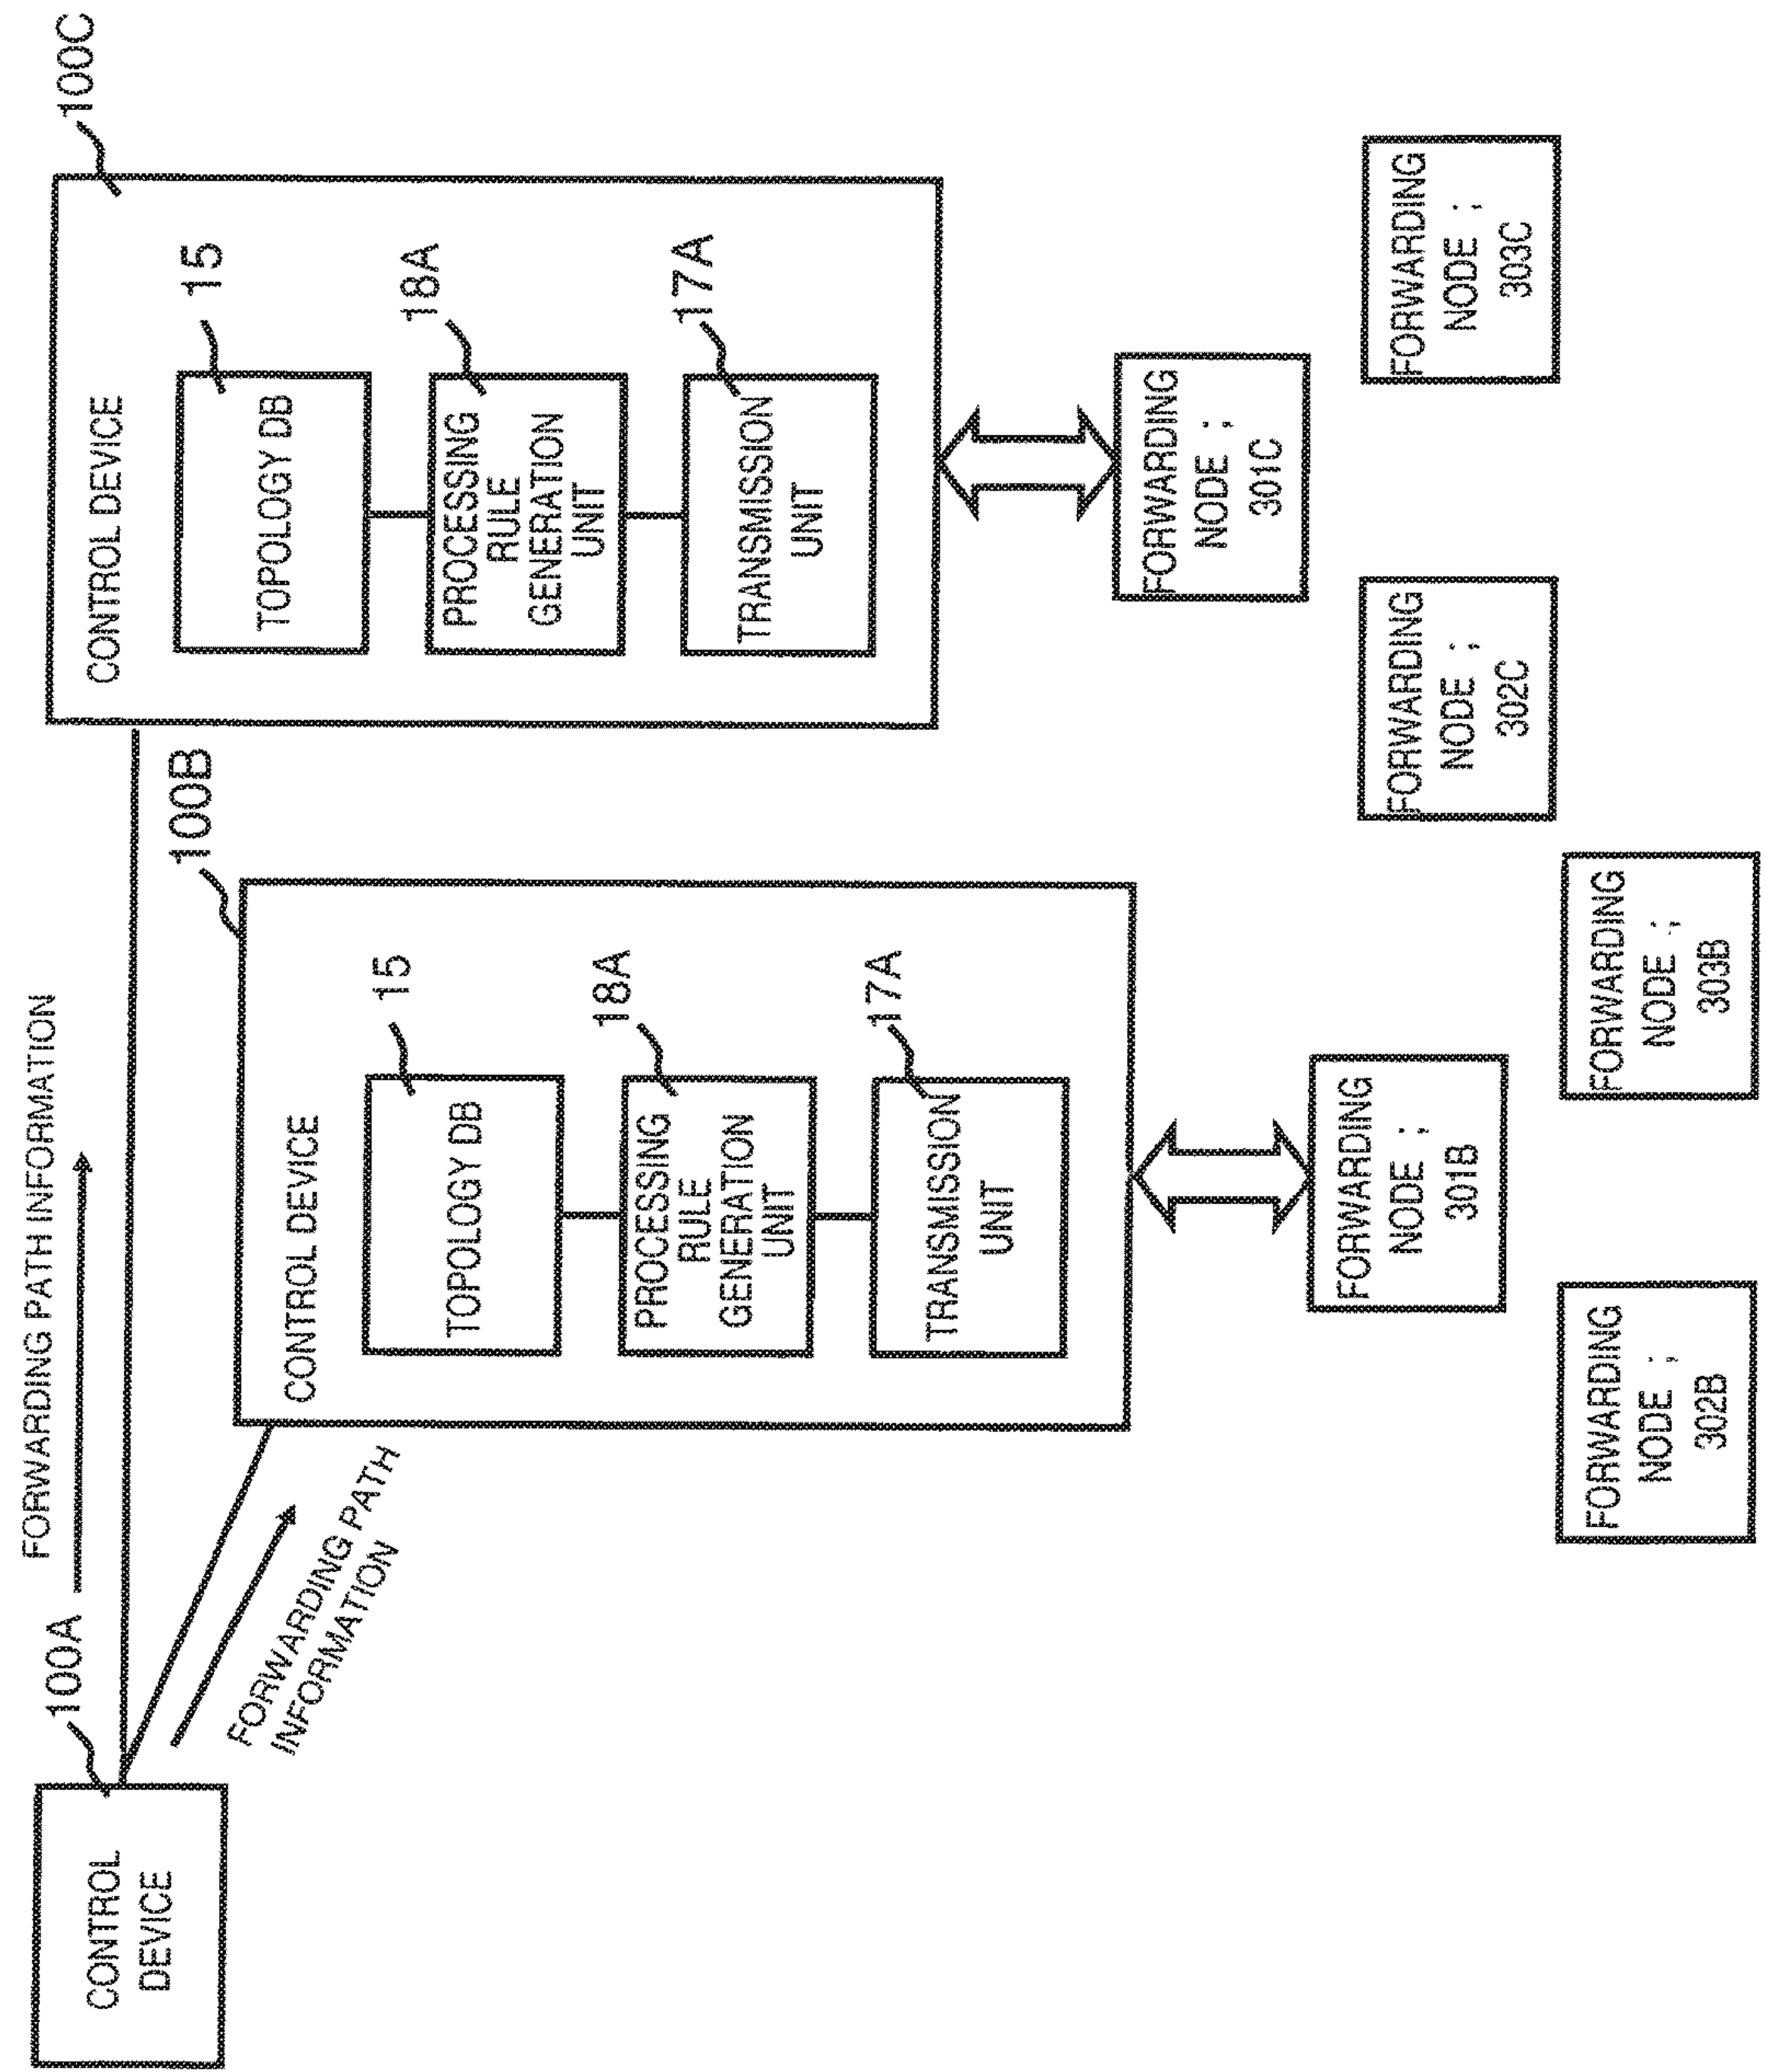 100A
CONTROL
DEVICE
FORWARDING PATH INFORMATION
FORWARDING PATH
INFORMATION
100B
CONTROL DEVICE
15
TOPOLOGY DB
18A
PROCESSING
RULE
GENERATION
UNIT
17A
TRANSMISSION
UNIT
FORWARDING
NODE ;
301B
FORWARDING
NODE ;
302B
FORWARDING
NODE ;
303B
100C
CONTROL DEVICE
15
TOPOLOGY DB
18A
PROCESSING
RULE
GENERATION
UNIT
17A
TRANSMISSION
UNIT
FORWARDING
NODE ;
301C
FORWARDING
NODE ;
302C
FORWARDING
NODE ;
303C